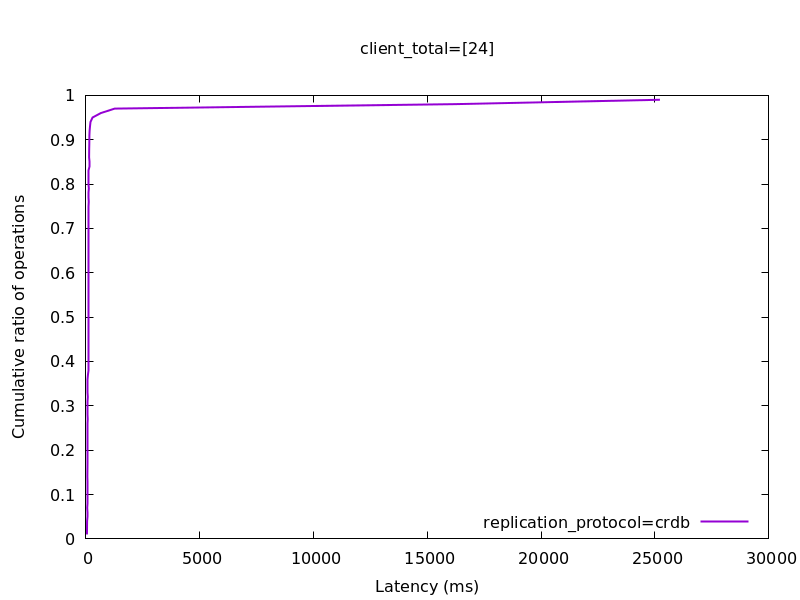 client_total=[24]
1
0.9
0.8
0.7
0.6
0.5
0.4
0.3
0.2
0.1
0
Cumulative ratio of operations
replication_protocol=crdb
0 5000 10000 15000 20000 25000 30000
Latency (ms)